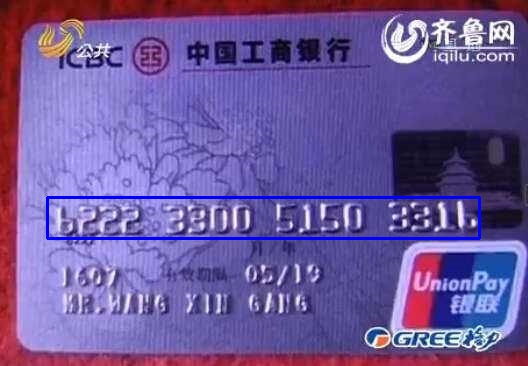 公共
齐鲁网
iqilu.com
ICBC 中国工商银行
6222 3300 5150 3316
月/年
1607 有效期限 05/19
MR.WANG XIN GANG
UnionPay
银联
GREE格力